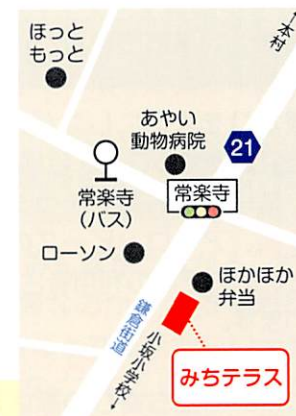 ↑本村
ほっと
もっと
あやい
動物病院
21
常楽寺
(バス)
常楽寺
ローソン
ほかほか
弁当
鎌倉街道
小坂小学校↓
みちテラス